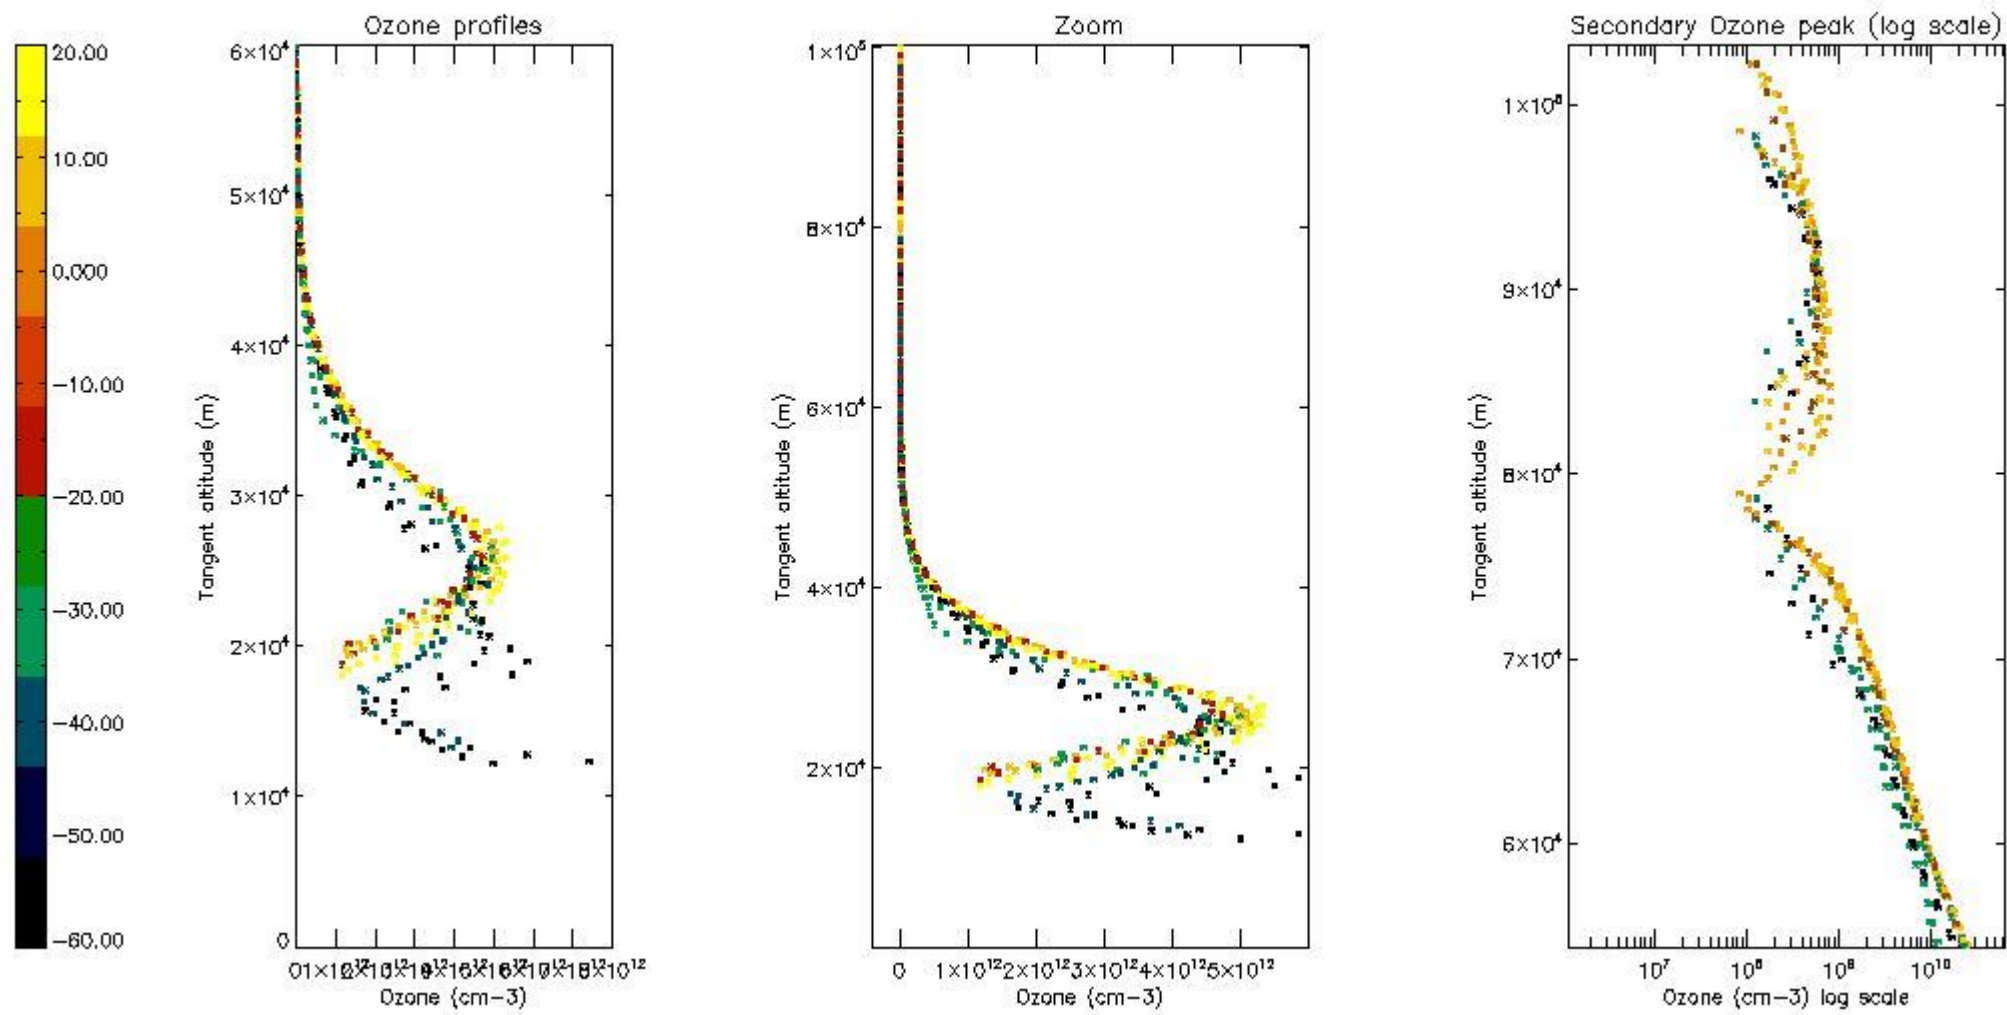 Ozone profiles
Zoom
Secondary Ozone peak (log scale)
20.00
10.00
0.000
−10.00
−20.00
−30.00
−40.00
−50.00
−60.00
6×10⁴
5×10⁴
4×10⁴
3×10⁴
2×10⁴
1×10⁴
0
Tangent altitude (m)
Ozone (cm−3)
1×10⁵
8×10⁴
6×10⁴
4×10⁴
2×10⁴
Tangent altitude (m)
0 1×10¹² 2×10¹² 3×10¹² 4×10¹² 5×10¹²
Ozone (cm−3)
9×10⁴
8×10⁴
7×10⁴
6×10⁴
Tangent altitude (m)
10⁷ 10⁸ 10⁹ 10¹⁰
Ozone (cm−3) log scale